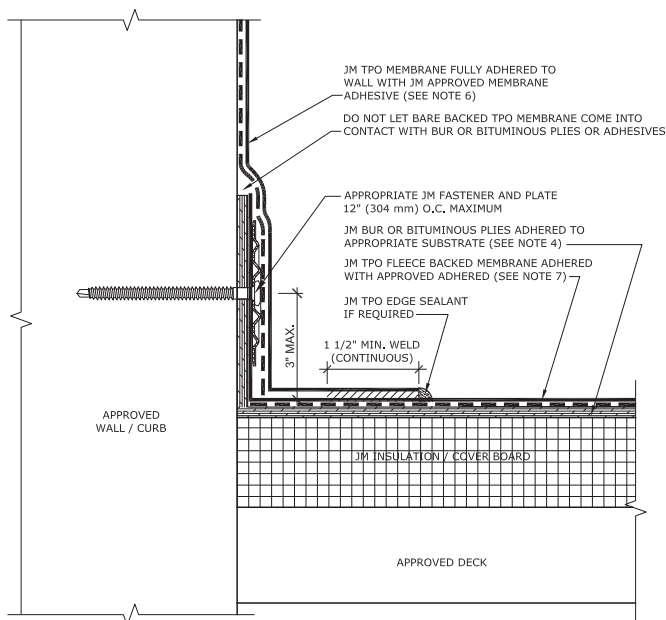 JM TPO MEMBRANE FULLY ADHERED TO
WALL WITH JM APPROVED MEMBRANE
ADHESIVE (SEE NOTE 6)
DO NOT LET BARE BACKED TPO MEMBRANE COME INTO
CONTACT WITH BUR OR BITUMINOUS PLIES OR ADHESIVES
APPROPRIATE JM FASTENER AND PLATE
12" (304 mm) O.C. MAXIMUM
JM BUR OR BITUMINOUS PLIES ADHERED TO
APPROPRIATE SUBSTRATE (SEE NOTE 4)
JM TPO FLEECE BACKED MEMBRANE ADHERED
WITH APPROVED ADHERED (SEE NOTE 7)
JM TPO EDGE SEALANT
IF REQUIRED
1 1/2" MIN. WELD
(CONTINUOUS)
3" MAX.
APPROVED
WALL / CURB
JM INSULATION / COVER BOARD
APPROVED DECK